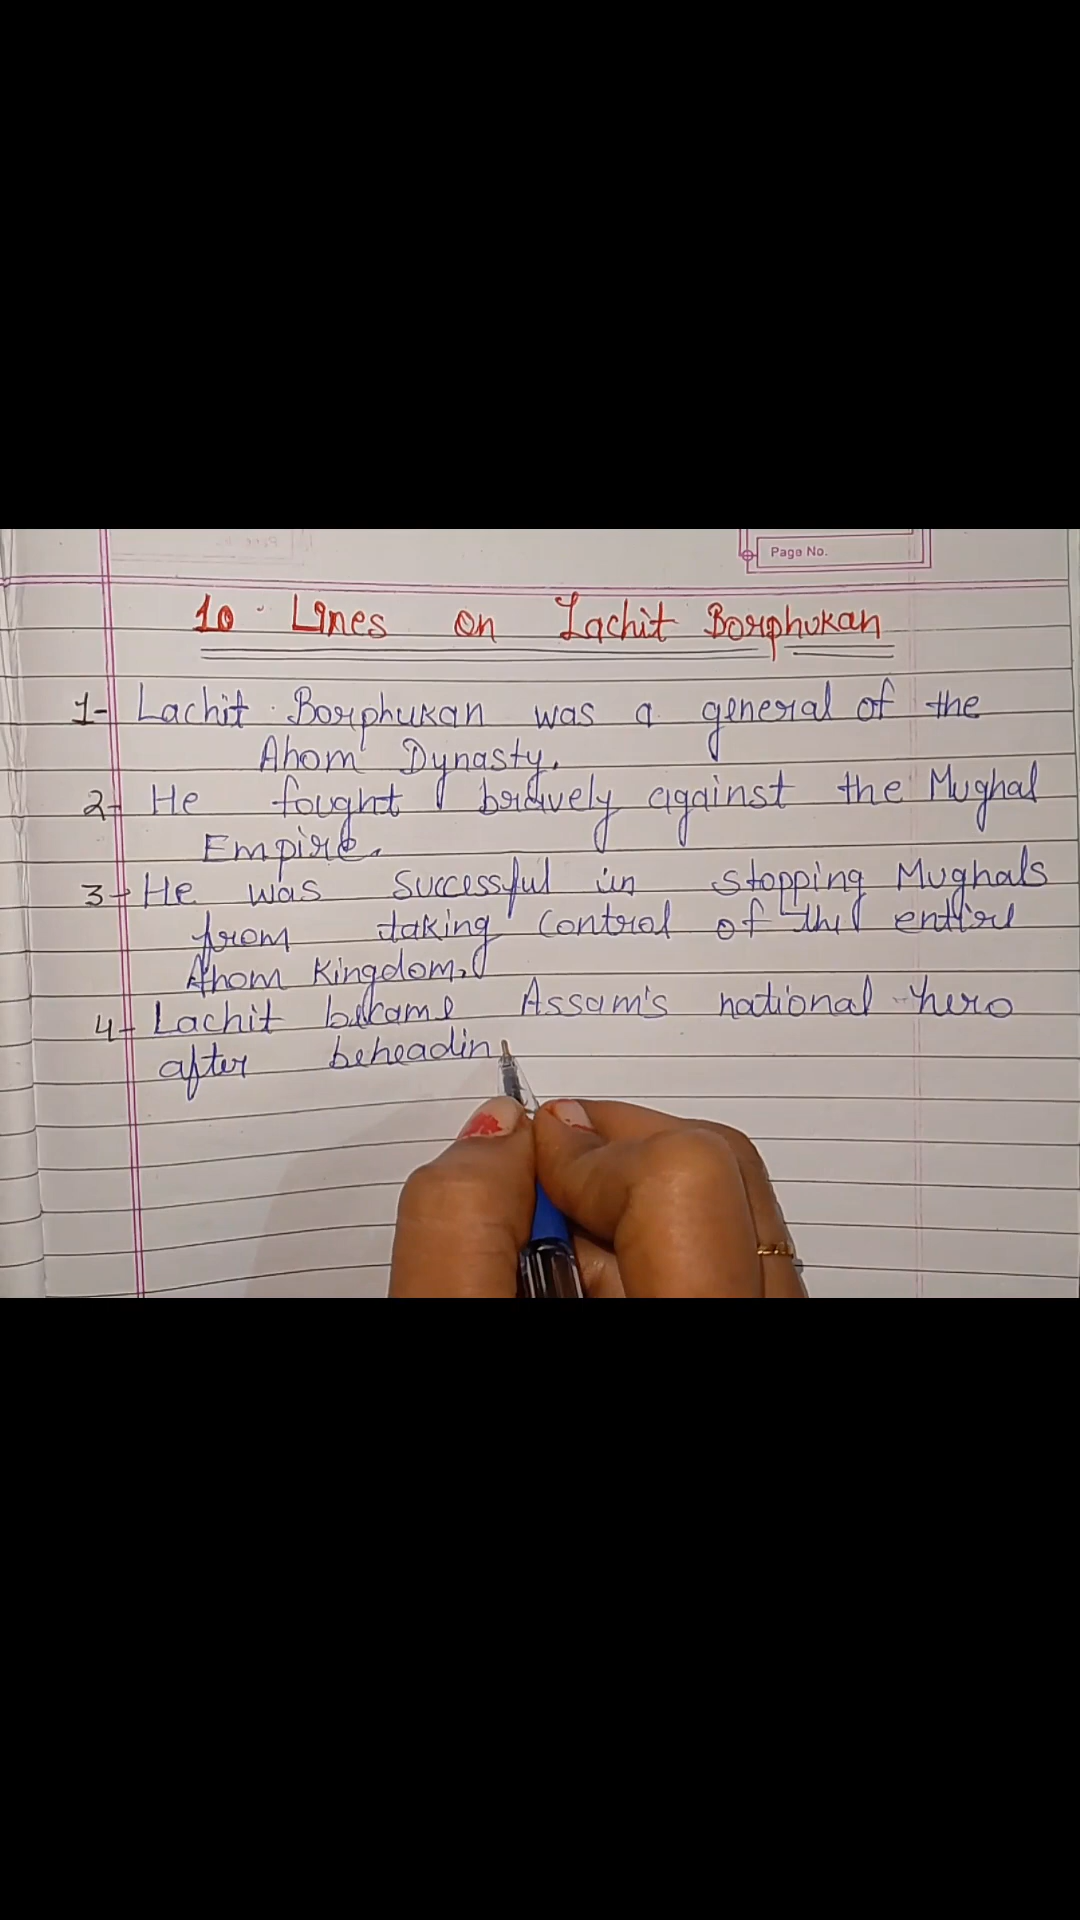 Page No.
10 Lines on Lachit Borphukan
1- Lachit Borphukan was a general of the
Ahom Dynasty.
2- He fought bravely against the Mughal
Empire.
3- He was successful in stopping Mughals
from taking control of the entire
Ahom Kingdom.
4- Lachit became Assam's national hero
after beheadin